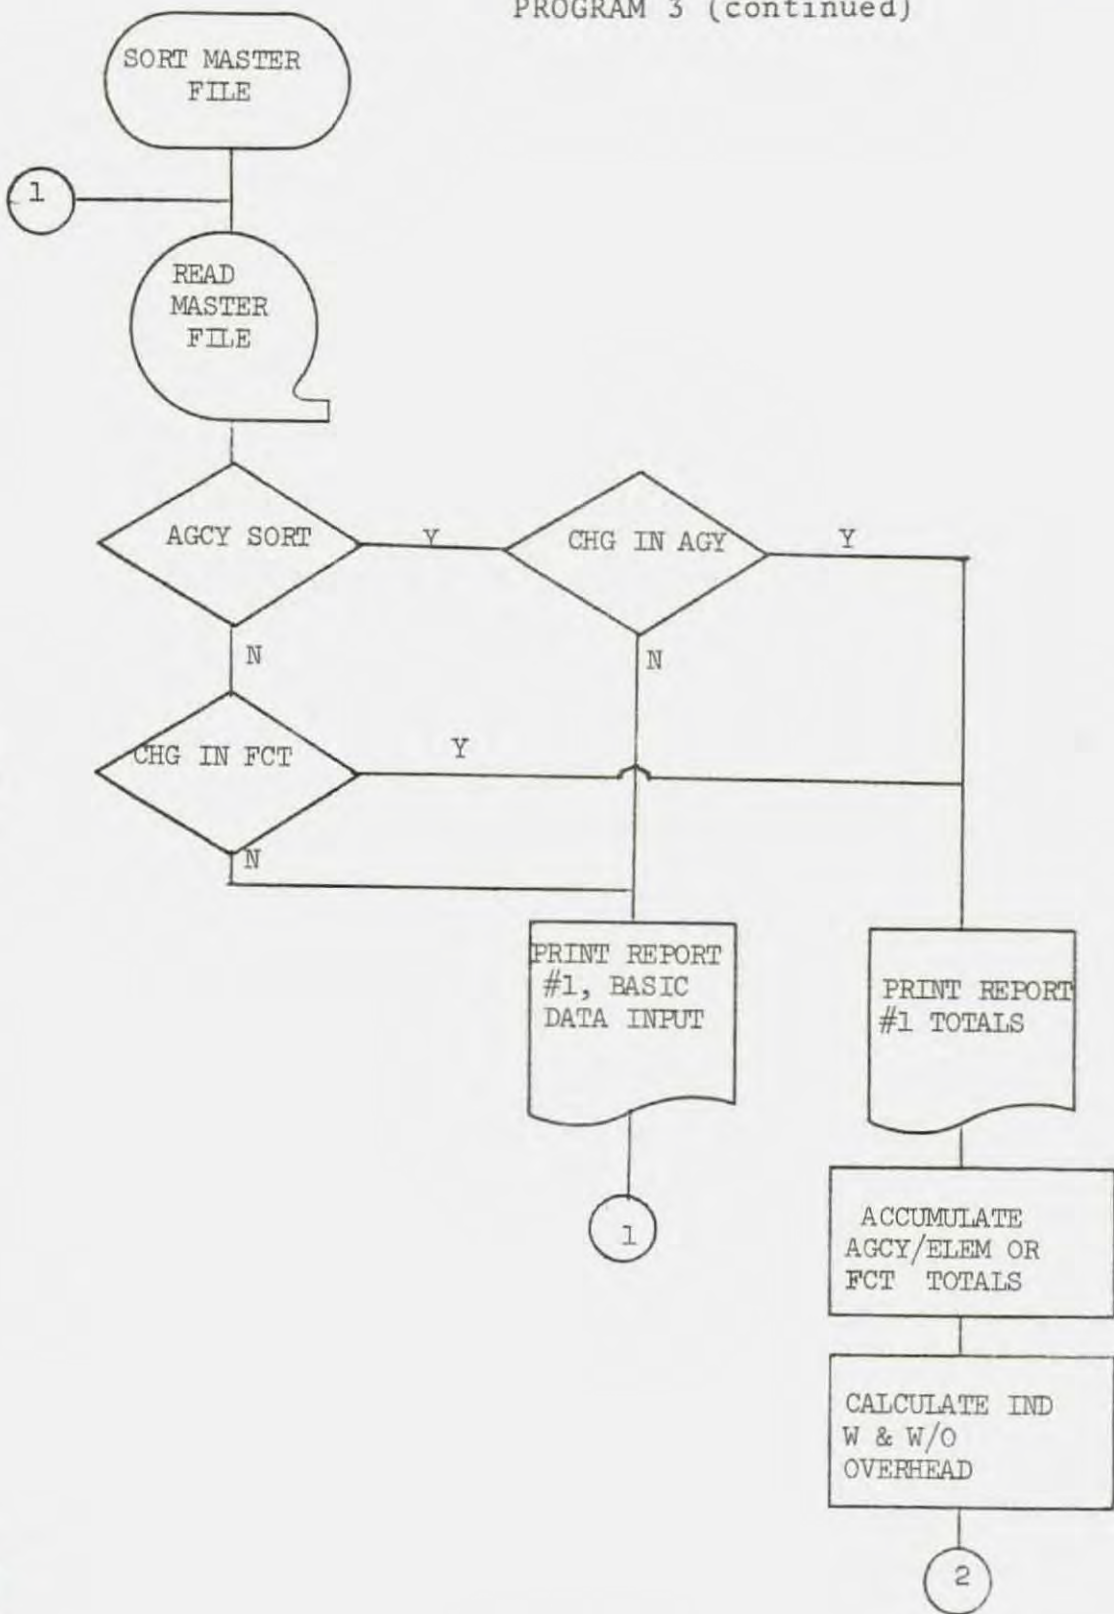 PROGRAM 3 (continued)
SORT MASTER
FILE
1
READ
MASTER
FILE
AGCY SORT
Y
CHG IN AGY
Y
N
N
CHG IN FCT
Y
N
PRINT REPORT
#1, BASIC
DATA INPUT
PRINT REPORT
#1 TOTALS
1
ACCUMULATE
AGCY/ELEM OR
FCT TOTALS
CALCULATE IND
W & W/O
OVERHEAD
2